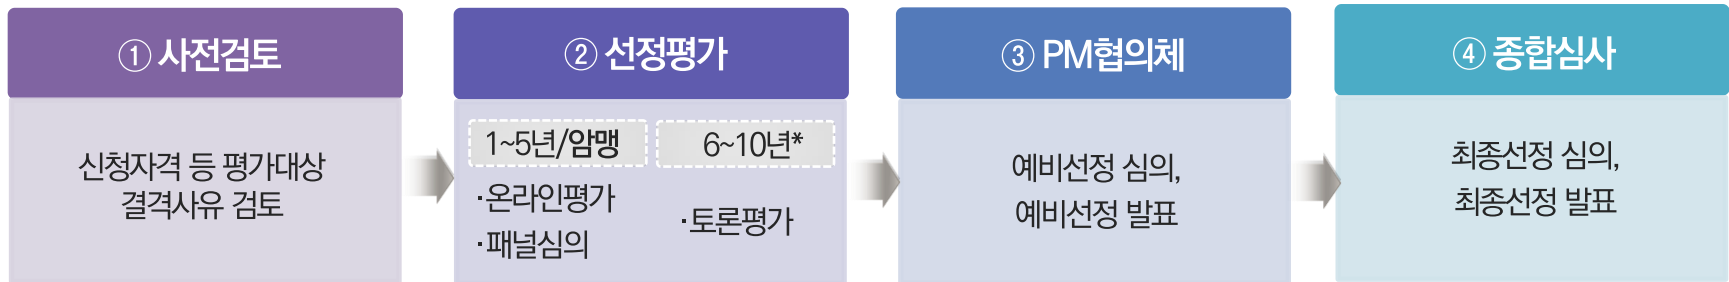 ① 사전검토
신청자격 등 평가대상
결격사유 검토
② 선정평가
1~5년/암맹
·온라인평가
·패널심의
6~10년*
·토론평가
③ PM협의체
예비선정 심의,
예비선정 발표
④ 종합심사
최종선정 심의,
최종선정 발표